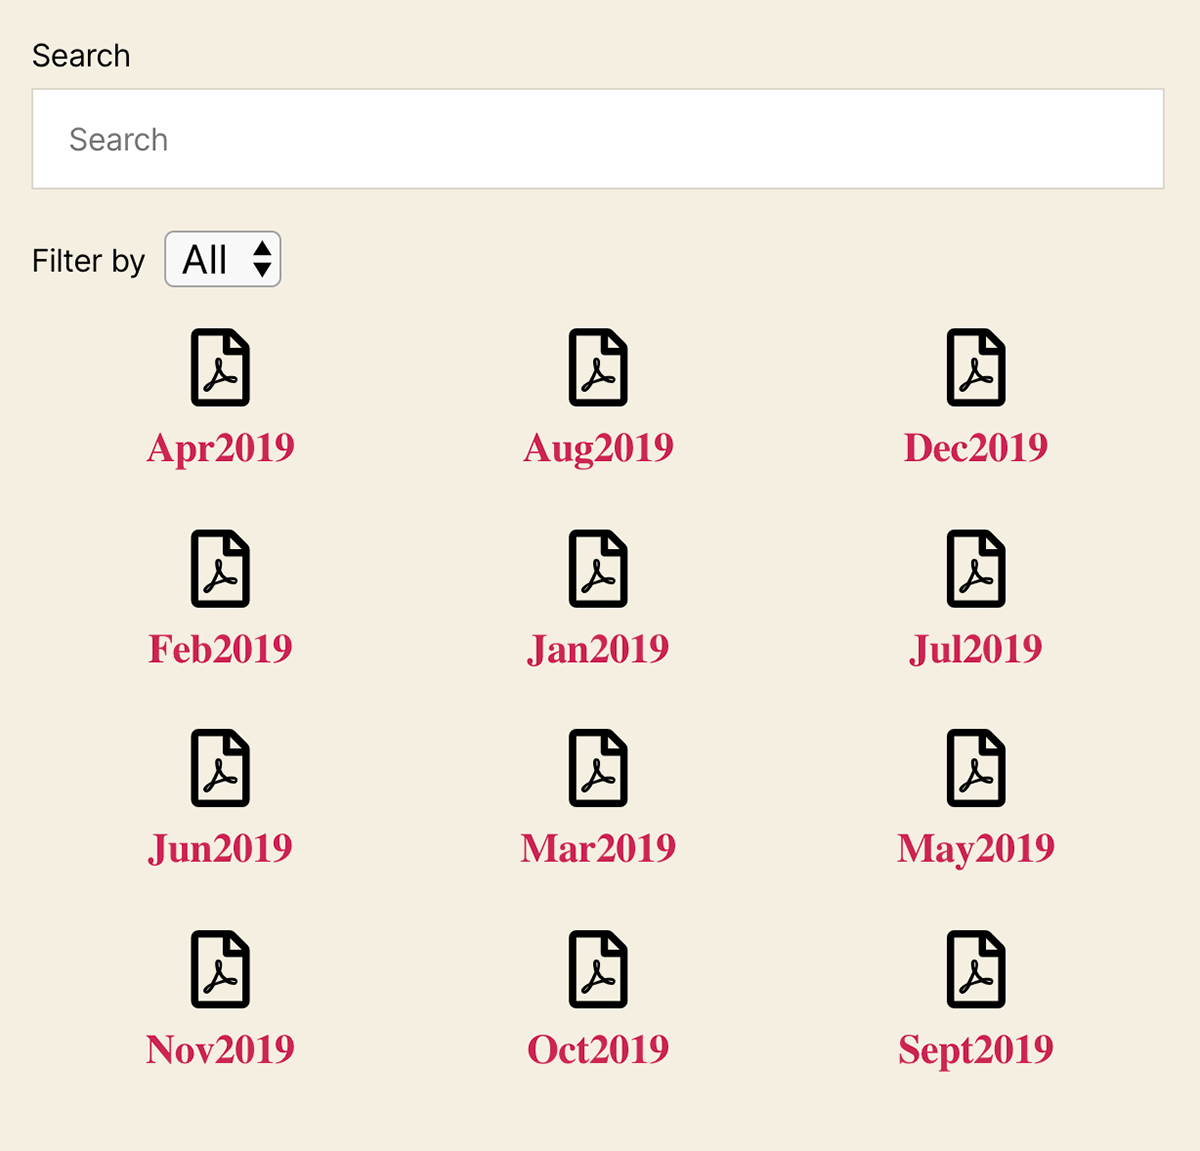 Search
Search
Filter by All
Apr2019 Aug2019 Dec2019
Feb2019 Jan2019 Jul2019
Jun2019 Mar2019 May2019
Nov2019 Oct2019 Sept2019